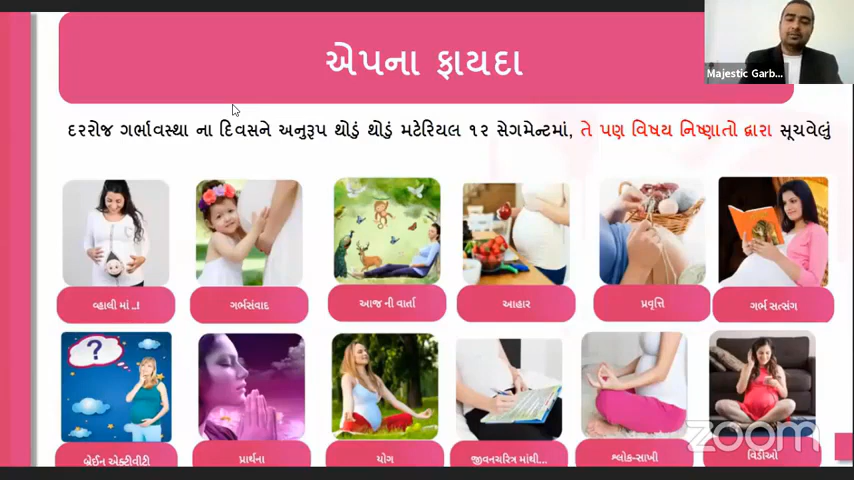 એપના ફાયદા
Majestic Garb...
દરરોજ ગર્ભાવસ્થા ના દિવસને અનુરૂપ થોડું થોડું મટેરિયલ ૧૨ સેગમેન્ટમાં, તે પણ વિષય નિષ્ણાતો દ્વારા સૂચવેલું
વ્હાલી માં ..!
ગર્ભસંવાદ
આજ ની વાર્તા
આહાર
પ્રવૃત્તિ
ગર્ભ સત્સંગ
?
બ્રેઈન એક્ટીવીટી
પ્રાર્થના
યોગ
જીવનચરિત્ર માંથી...
શ્લોક-સાખી
વિડીઓ
zoom